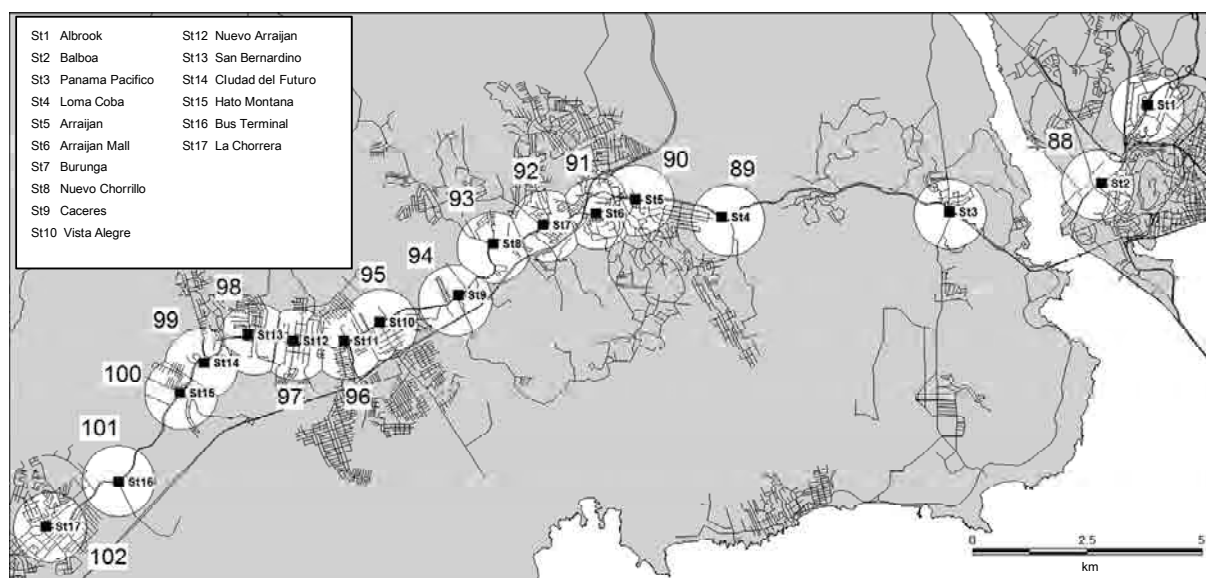 St1 Albrook
St2 Balboa
St3 Panama Pacifico
St4 Loma Coba
St5 Arraijan
St6 Arraijan Mall
St7 Burunga
St8 Nuevo Chorrillo
St9 Caceres
St10 Vista Alegre
St12 Nuevo Arraijan
St13 San Bernardino
St14 CIudad del Futuro
St15 Hato Montana
St16 Bus Terminal
St17 La Chorrera
St1
88
St2
89
90
91
92
93
St3
St4
St5
St6
St7
St8
94
St9
95
St10
98
99
St13
St12
St11
St14
100
St15
97
96
101
St16
St17
102
0 2.5 5
km